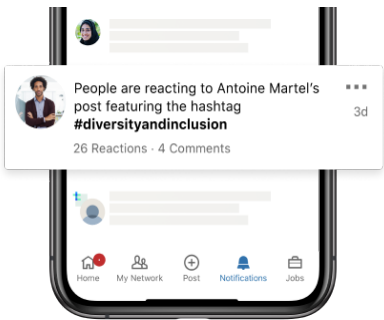 People are reacting to Antoine Martel's
post featuring the hashtag
#diversityandinclusion
3d
26 Reactions · 4 Comments
Home My Network Post Notifications Jobs